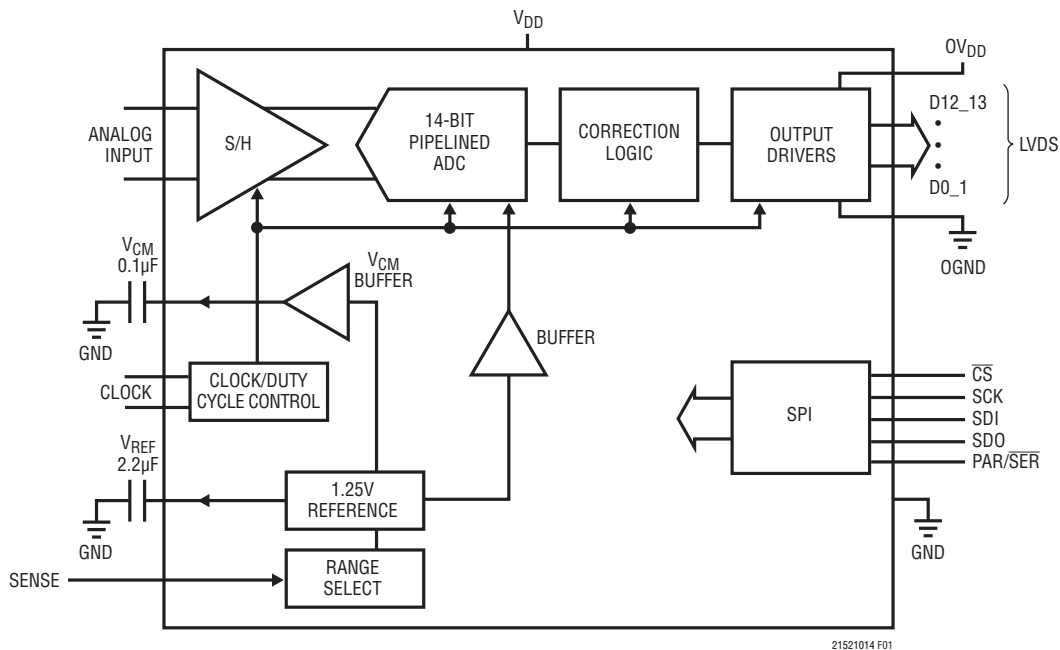 VDD
OVDD
ANALOG
INPUT
S/H
14-BIT
PIPELINED
ADC
CORRECTION
LOGIC
OUTPUT
DRIVERS
D12_13
•
•
•
D0_1
LVDS
OGND
VCM
0.1µF
GND
VCM
BUFFER
BUFFER
CLOCK
CLOCK/DUTY
CYCLE CONTROL
VREF
2.2µF
GND
1.25V
REFERENCE
SENSE
RANGE
SELECT
SPI
C̅S̅
SCK
SDI
SDO
PAR/S̅E̅R̅
GND
21521014 F01